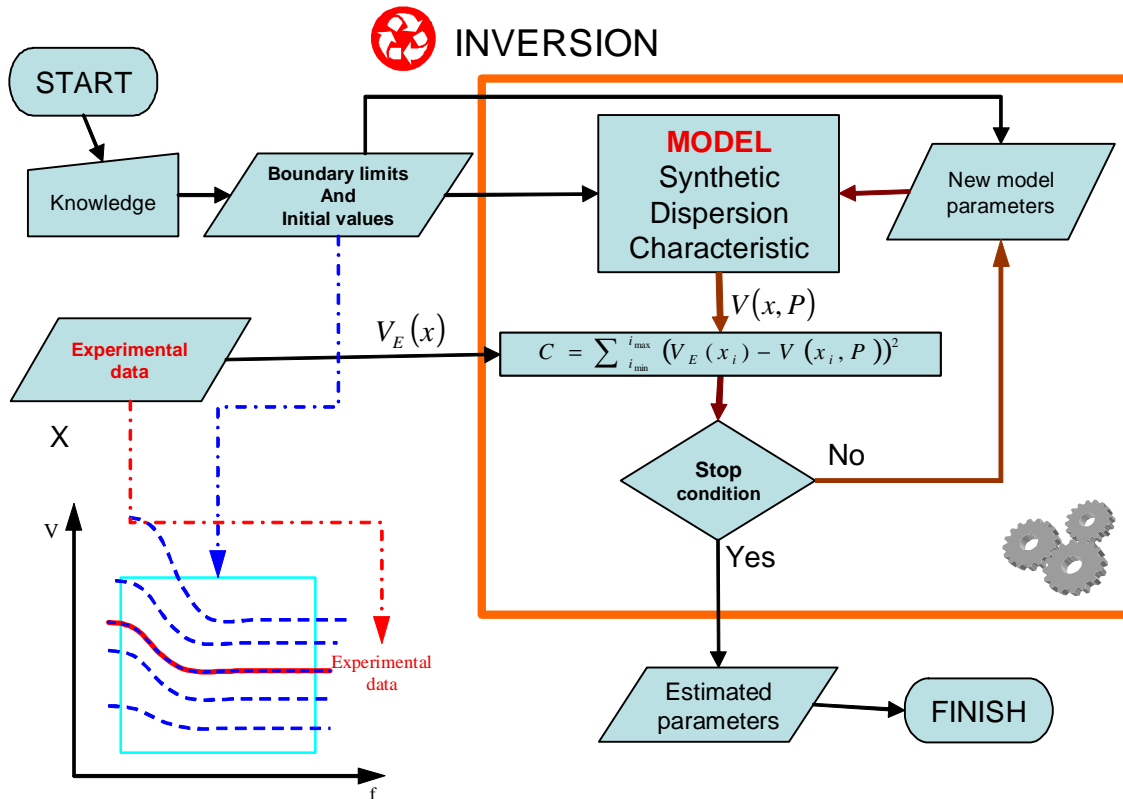 INVERSION
START
Knowledge
Boundary limits
And
Initial values
MODEL
Synthetic
Dispersion
Characteristic
New model
parameters
V(x, P)
Experimental
data
V_E(x)
C = ∑ i_min i_max (V_E(x_i) − V(x_i, P))²
X
Stop
condition
No
Yes
V
Experimental
data
f
Estimated
parameters
FINISH